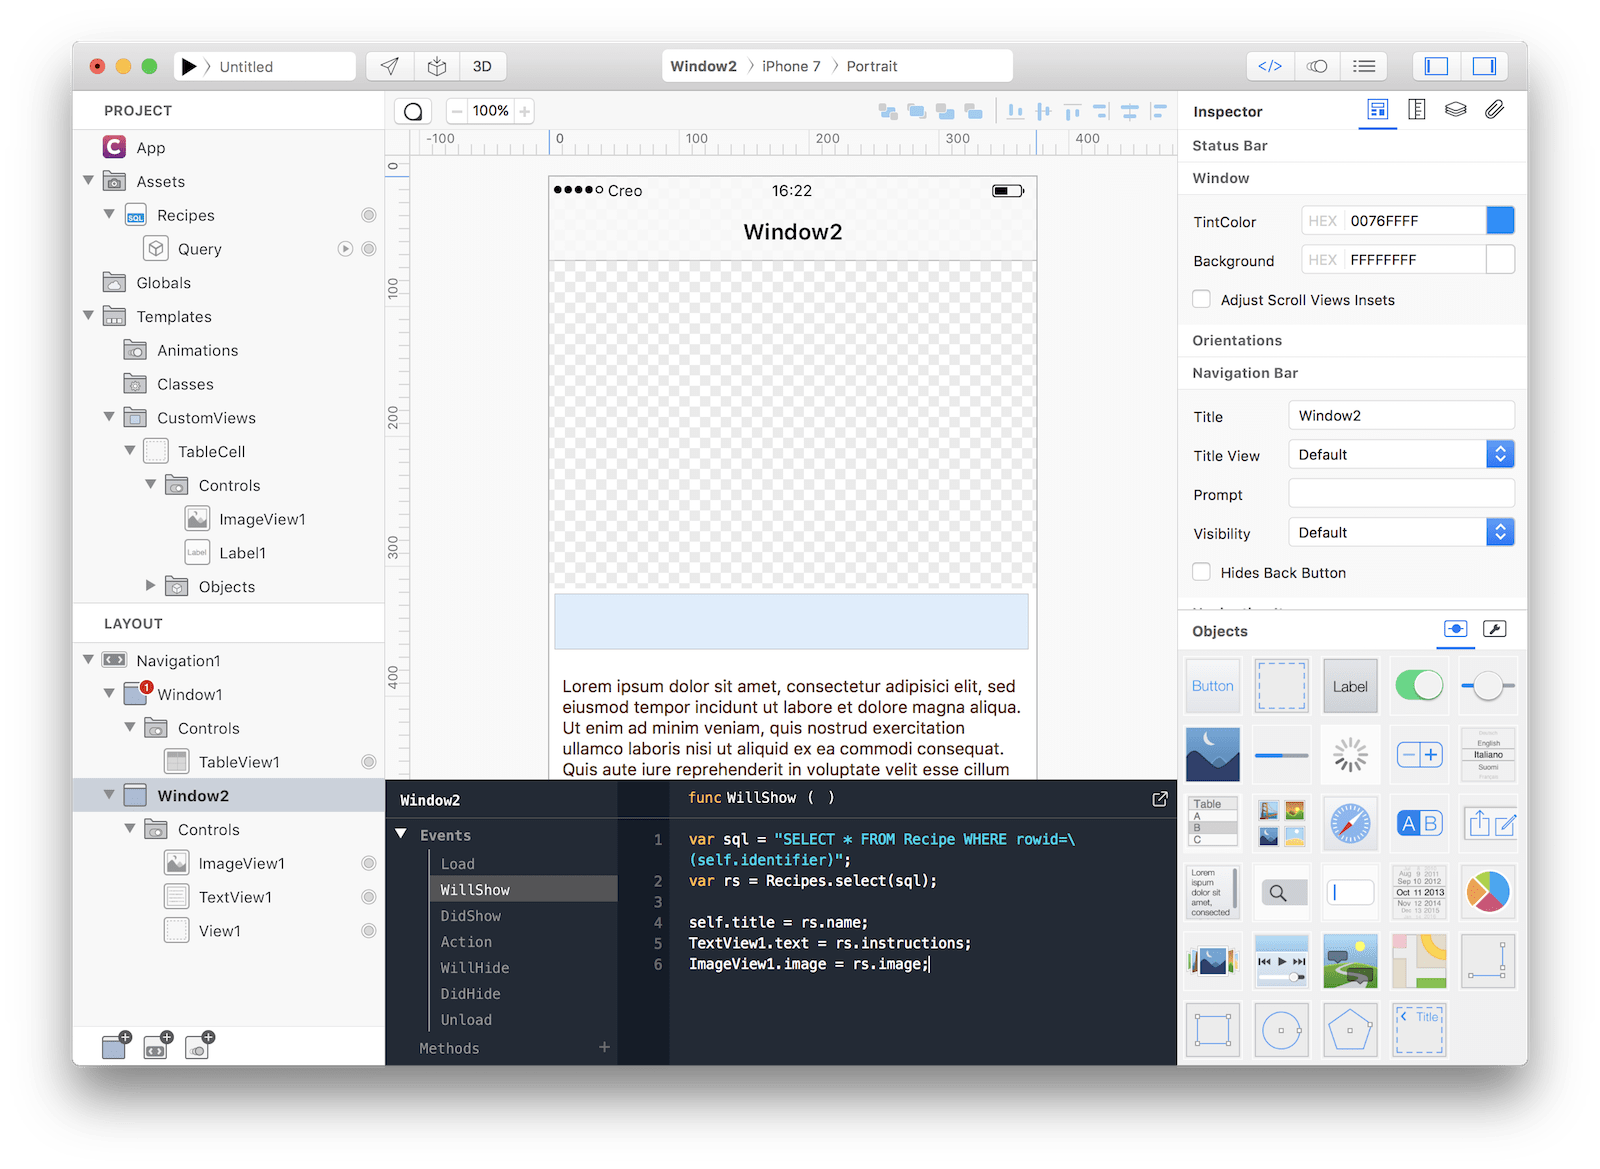 Untitled
3D
Window2 iPhone 7 Portrait
</>
PROJECT
App
Assets
SQL Recipes
Query
Globals
Templates
Animations
Classes
CustomViews
TableCell
Controls
ImageView1
Label Label1
Objects
LAYOUT
Navigation1
1 Window1
Controls
TableView1
Window2
Controls
ImageView1
TextView1
View1
100%
-100 0 100 200 300 400
0
100
200
300
400
Creo 16:22
Window2
Lorem ipsum dolor sit amet, consectetur adipisici elit, sed
eiusmod tempor incidunt ut labore et dolore magna aliqua.
Ut enim ad minim veniam, quis nostrud exercitation
ullamco laboris nisi ut aliquid ex ea commodi consequat.
Quis aute iure reprehenderit in voluptate velit esse cillum
Window2
Events
Load
WillShow
DidShow
Action
WillHide
DidHide
Unload
Methods +
func WillShow ( )
1 var sql = "SELECT * FROM Recipe WHERE rowid=\
(self.identifier)";
2 var rs = Recipes.select(sql);
3
4 self.title = rs.name;
5 TextView1.text = rs.instructions;
6 ImageView1.image = rs.image;
Inspector
Status Bar
Window
TintColor HEX 0076FFFF
Background HEX FFFFFFFF
Adjust Scroll Views Insets
Orientations
Navigation Bar
Title Window2
Title View Default
Prompt
Visibility Default
Hides Back Button
Objects
Button Label
English
Italiano
Suomi
Table
A
B
C
A B
Lorem
ispum
dolor sit
amet,
consected
Aug 9 2011
Sep 10 2012
Oct 11 2013
Nov 12 2014
Dec 13 2015
Title